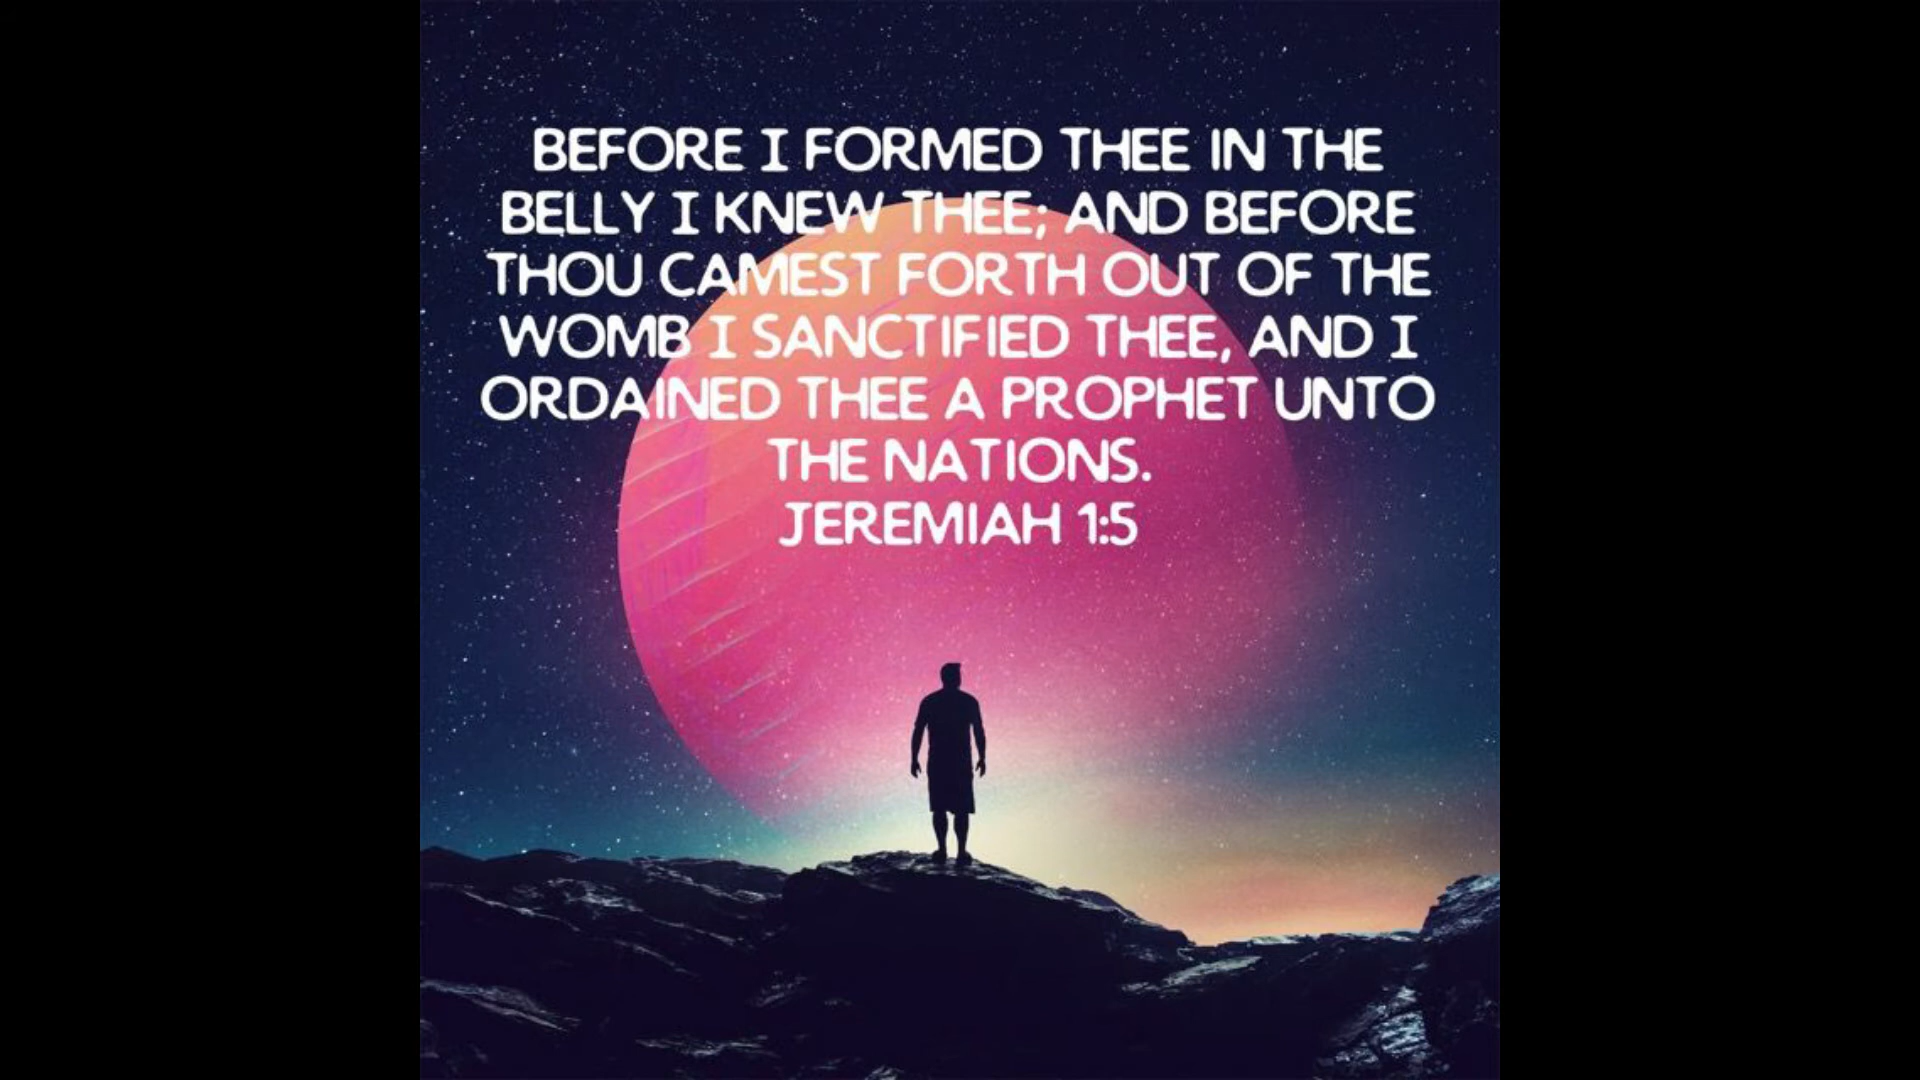 BEFORE I FORMED THEE IN THE
BELLY I KNEW THEE; AND BEFORE
THOU CAMEST FORTH OUT OF THE
WOMB I SANCTIFIED THEE, AND I
ORDAINED THEE A PROPHET UNTO
THE NATIONS.
JEREMIAH 1:5